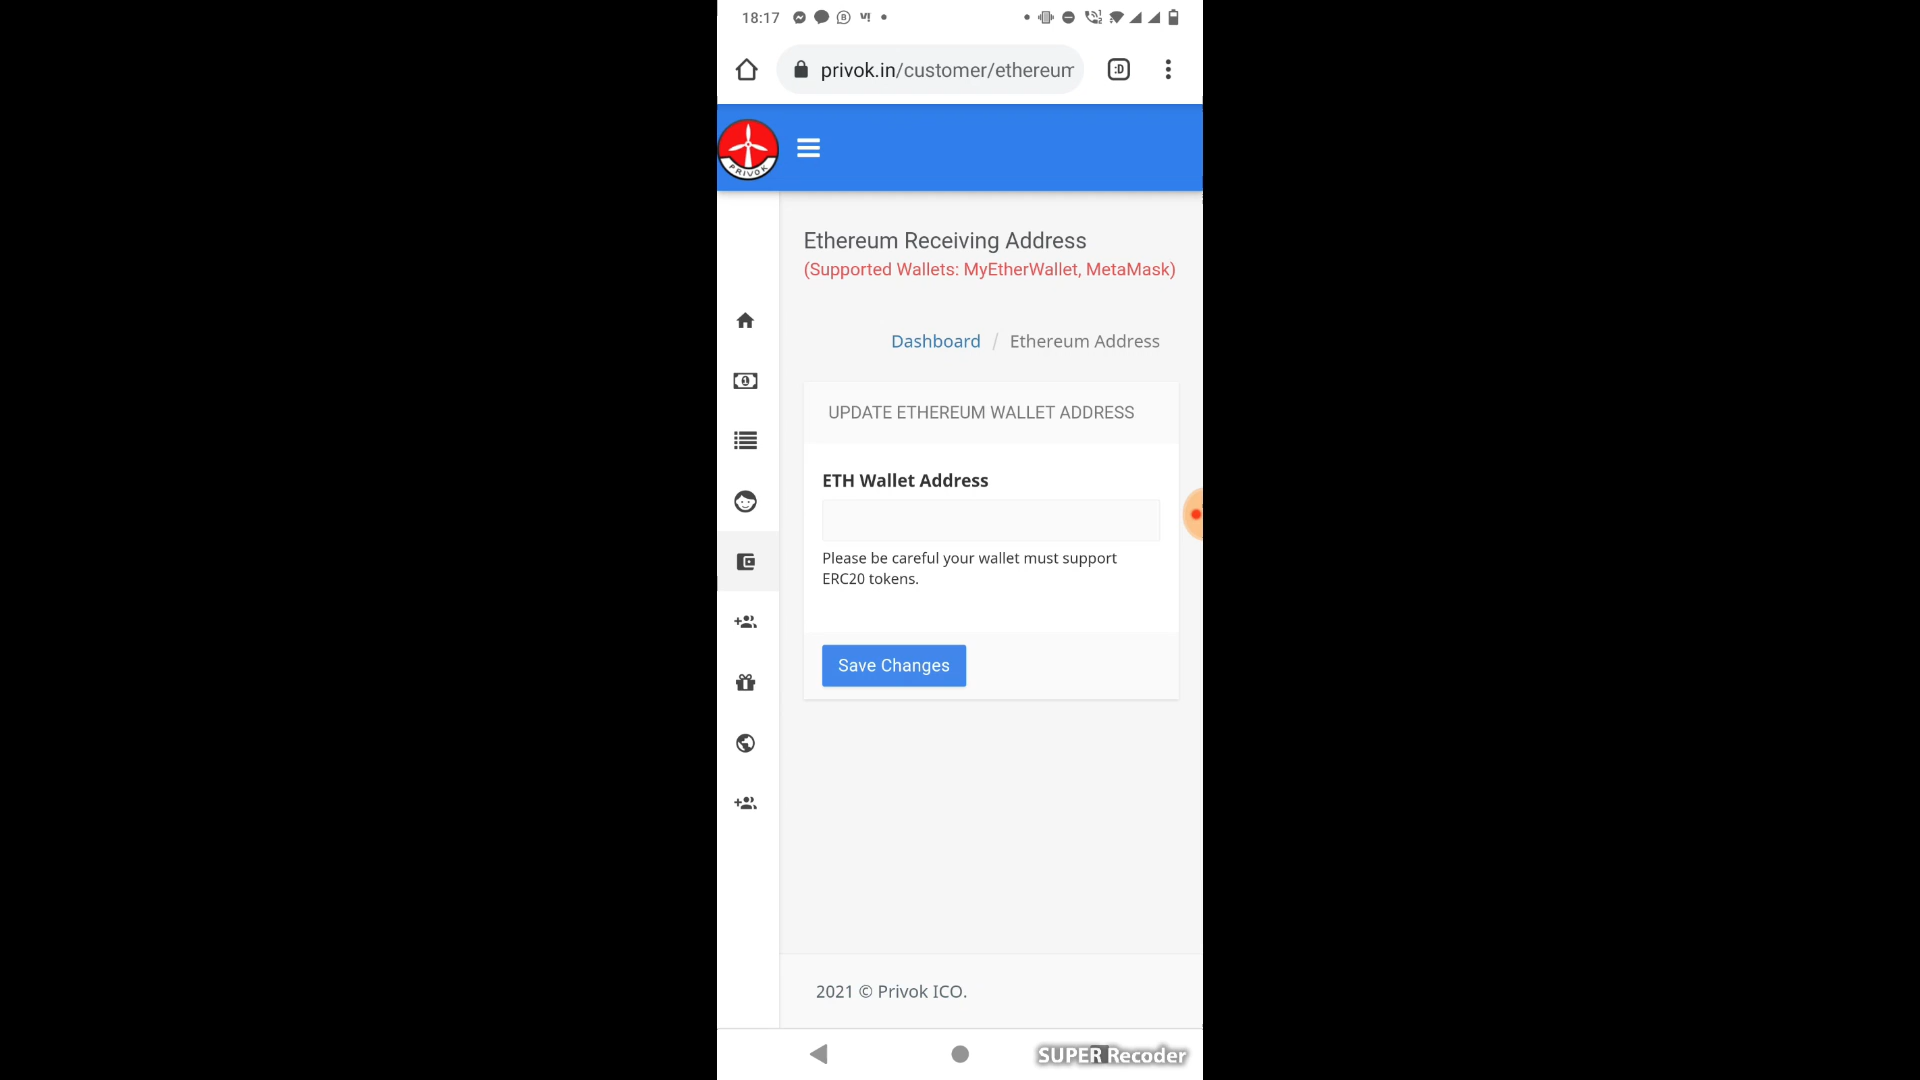 18:17
privok.in/customer/ethereum
:D
PRIVOK
Ethereum Receiving Address
(Supported Wallets: MyEtherWallet, MetaMask)
Dashboard / Ethereum Address
UPDATE ETHEREUM WALLET ADDRESS
ETH Wallet Address
Please be careful your wallet must support
ERC20 tokens.
Save Changes
2021 © Privok ICO.
SUPER Recoder